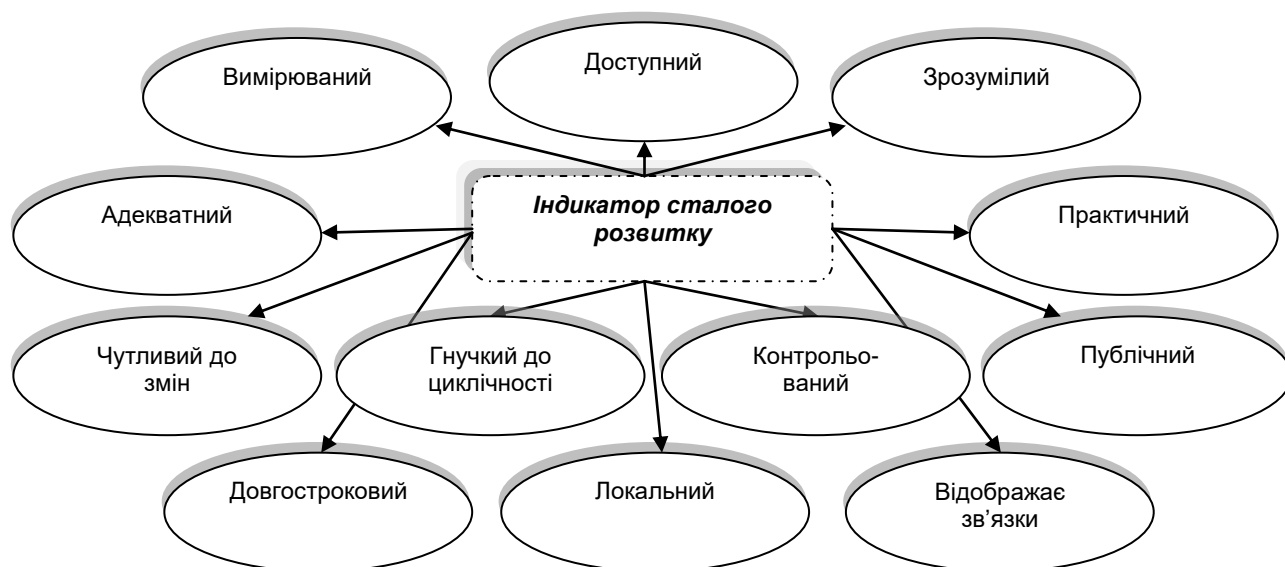 Вимірюваний
Доступний
Зрозумілий
Індикатор сталого
розвитку
Адекватний
Практичний
Чутливий до
змін
Гнучкий до
циклічності
Контрольо-
ваний
Публічний
Довгостроковий
Локальний
Відображає
зв’язки